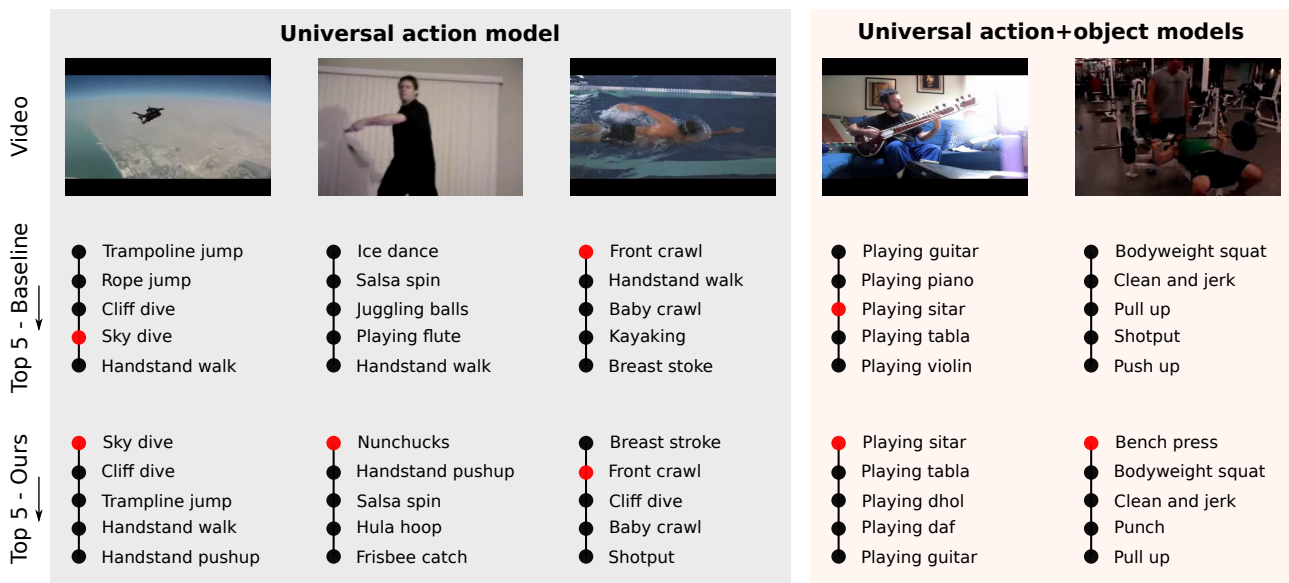 Universal action model
Universal action+object models
Video
Top 5 - Baseline
Trampoline jump
Rope jump
Cliff dive
Sky dive
Handstand walk
Ice dance
Salsa spin
Juggling balls
Playing flute
Handstand walk
Front crawl
Handstand walk
Baby crawl
Kayaking
Breast stoke
Playing guitar
Playing piano
Playing sitar
Playing tabla
Playing violin
Bodyweight squat
Clean and jerk
Pull up
Shotput
Push up
Top 5 - Ours
Sky dive
Cliff dive
Trampline jump
Handstand walk
Handstand pushup
Nunchucks
Handstand pushup
Salsa spin
Hula hoop
Frisbee catch
Breast stroke
Front crawl
Cliff dive
Baby crawl
Shotput
Playing sitar
Playing tabla
Playing dhol
Playing daf
Playing guitar
Bench press
Bodyweight squat
Clean and jerk
Punch
Pull up